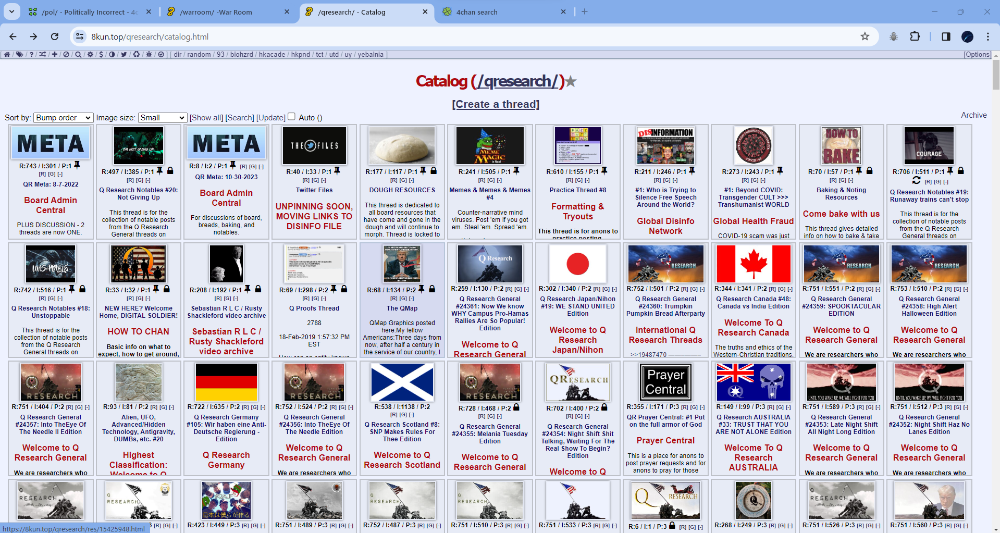 /pol/ - Politically Incorrect - 4c
/warroom/ -War Room
/qresearch/ - Catalog
4chan search
8kun.top/qresearch/catalog.html
[ / / ? / / / / / / $ / / / / / ] [ dir / random / 93 / biohzrd / hkacade / hkpnd / tct / utd / uy / yebalnia ]
[Options]
Catalog (/qresearch/)★
[Create a thread]
Sort by: Bump order Image size: Small [Show all] [Search] [Update] Auto ()
Archive
META
R:743 / I:301 / P:1
[R] [G] [-]
QR Meta: 8-7-2022
Board Admin
Central
PLUS DISCUSSION - 2
threads are now ONE.
I'M NOT GIVING UP
R:497 / I:385 / P:1
[R] [G] [-]
Q Research Notables #20:
Not Giving Up
This thread is for the
collection of notable posts
from the Q Research
General threads on
META
R:8 / I:2 / P:1 [R] [G] [-]
QR Meta: 10-30-2023
Board Admin
Central
For discussions of board,
breads, baking, and
notables.
THE FILES
R:40 / I:33 / P:1
[R] [G] [-]
Twitter Files
UNPINNING SOON,
MOVING LINKS TO
DISINFO FILE
R:177 / I:117 / P:1
[R] [G] [-]
DOUGH RESOURCES
This thread is dedicated to
all board resources that
have come and gone in the
dough and will continue to
morph. Thread is locked to
MEME
MAGIC
R:241 / I:505 / P:1
[R] [G] [-]
Memes & Memes & Memes
#4
Counter-narrative mind
viruses. Post 'em if you got
em. Steal 'em. Spread 'em.
PASS
THE
EXAM
R:610 / I:155 / P:1
[R] [G] [-]
Practice Thread #8
Formatting &
Tryouts
This thread is for anons to
practice posting
DISINFORMATION
R:211 / I:246 / P:1
[R] [G] [-]
#1: Who is Trying to
Silence Free Speech
Around the World?
Global Disinfo
Network
COVID-19
R:273 / I:243 / P:1
[R] [G] [-]
#1: Beyond COVID:
Transgender CULT >>>
Transhumanist WORLD
Global Health Fraud
COVID-19 scam was just
HOW TO
BAKE
R:70 / I:57 / P:1
[R] [G] [-]
Baking & Noting
Resources
Come bake with us
This thread gives detailed
info on how to bake & take
COURAGE
R:706 / I:511 / P:1
[R] [G] [-]
Q Research Notables #19:
Runaway trains can't stop
This thread is for the
collection of notable posts
from the Q Research
General threads on
R:742 / I:516 / P:1
[R] [G] [-]
Q Research Notables #18:
Unstoppable
This thread is for the
collection of notable posts
from the Q Research
General threads on
R:33 / I:32 / P:1
[R] [G] [-]
NEW HERE? Welcome
Home, DIGITAL SOLDIER!
HOW TO CHAN
Basic info on what to
expect, how to get around,
R:208 / I:192 / P:1
[R] [G] [-]
Sebastian R L C / Rusty
Shackleford video archive
Sebastian R L C /
Rusty Shackleford
video archive
R:69 / I:298 / P:2
[R] [G] [-]
Q Proofs Thread
2788
18-Feb-2019 1:57:32 PM
EST
R:68 / I:134 / P:2
[R] [G] [-]
The QMap
QMap Graphics posted
here.My fellow
Americans:Three days from
now, after half a century in
the service of our country, I
Q Research
R:259 / I:130 / P:2 [R] [G] [-]
Q Research General
#24361: Now We know
WHY Campus Pro-Hamas
Rallies Are So Popular!
Edition
Welcome to Q
Research General
R:302 / I:340 / P:2 [R] [G] [-]
Q Research Japan/Nihon
#19: WE STAND UNITED
Edition
Welcome to Q
Research
Japan/Nihon
RESEARCH
R:752 / I:501 / P:2 [R] [G] [-]
Q Research General
#24360: Trumpkin
Pumpkin Bread Afterparty
International Q
Research Threads
>>19487470 —————
R:344 / I:341 / P:2 [R] [G] [-]
Q Research Canada #48:
Canada vs India Edition
Welcome To Q
Research Canada
The truths and ethics of the
Western-Christian traditions.
RESEARCH
R:751 / I:551 / P:2 [R] [G] [-]
Q Research General
#24359: SPOOKTACULAR
EDITION
Welcome to Q
Research General
We are researchers who
RESEARCH
R:753 / I:510 / P:2 [R] [G] [-]
Q Research General
#24358: High Alert
Halloween Edition
Welcome to Q
Research General
We are researchers who
RESEARCH
R:751 / I:404 / P:2 [R] [G] [-]
Q Research General
#24357: Into TheEye Of
The Needle II Edition
Welcome to Q
Research General
We are researchers who
R:93 / I:81 / P:2 [R] [G] [-]
Alien, UFO,
Advanced/Hidden
Technology, Antigravity,
DUMBs, etc. #20
Highest
Classification:
Welcome to Q
R:722 / I:635 / P:2 [R] [G] [-]
Q Research Germany
#105: Wir haben eine Anti-
Deutsche Regierung -
Edition
Q Research
Germany
RESEARCH
R:752 / I:524 / P:2 [R] [G] [-]
Q Research General
#24356: Into TheEye Of
The Needle Edition
Welcome to Q
Research General
We are researchers who
R:538 / I:1138 / P:2
[R] [G] [-]
Q Research Scotland #8:
SNP Makes Rules For
Thee Edition
Welcome to Q
Research Scotland
RESEARCH
R:728 / I:468 / P:2
[R] [G] [-]
Q Research General
#24355: Melania Tuesday
Edition
Welcome to Q
Research General
QRESEARCH
R:702 / I:400 / P:2
[R] [G] [-]
Q Research General
#24354: Night Shift Shit
Talking, Waiting For The
Real Show To Begin?
Edition
Welcome to Q
Prayer
Central
R:355 / I:171 / P:3 [R] [G] [-]
QR Prayer Central: #1 Put
on the full armor of God
Prayer Central
This is a place for anons to
post prayer requests and for
anons to pray for those
R:149 / I:99 / P:3 [R] [G] [-]
Q Research AUSTRALIA
#33: TRUST THAT YOU
ARE NOT ALONE Edition
Welcome To Q
Research
AUSTRALIA
UNTIL YOU WAKE UP, WE WILL FIGHT FOR YOU
R:751 / I:589 / P:3 [R] [G] [-]
Q Research General
#24353: Late Night Shift
All Night Long Edition
Welcome to Q
Research General
We are researchers who
UNTIL YOU WAKE UP, WE WILL FIGHT FOR YOU
R:751 / I:512 / P:3 [R] [G] [-]
Q Research General
#24352: Night Shift Haz No
Lanes Edition
Welcome to Q
Research General
We are researchers who
Q
RESEARCH
Q
RESEARCH
3 [R] [G] [-]
#QAJF
日本は僕らが作る
R:423 / I:449 / P:3 [R] [G] [-]
R:751 / I:489 / P:3 [R] [G] [-]
Q
RESEARCH
R:752 / I:487 / P:3 [R] [G] [-]
Q
RESEARCH
R:751 / I:510 / P:3 [R] [G] [-]
R:751 / I:533 / P:3 [R] [G] [-]
Q RESEARCH
R:6 / I:1 / P:3 [R] [G] [-]
R:268 / I:249 / P:3 [R] [G] [-]
Q
RESEARCH
R:751 / I:526 / P:3 [R] [G] [-]
Q
RESEARCH
R:751 / I:560 / P:3 [R] [G] [-]
https://8kun.top/qresearch/res/15425948.html